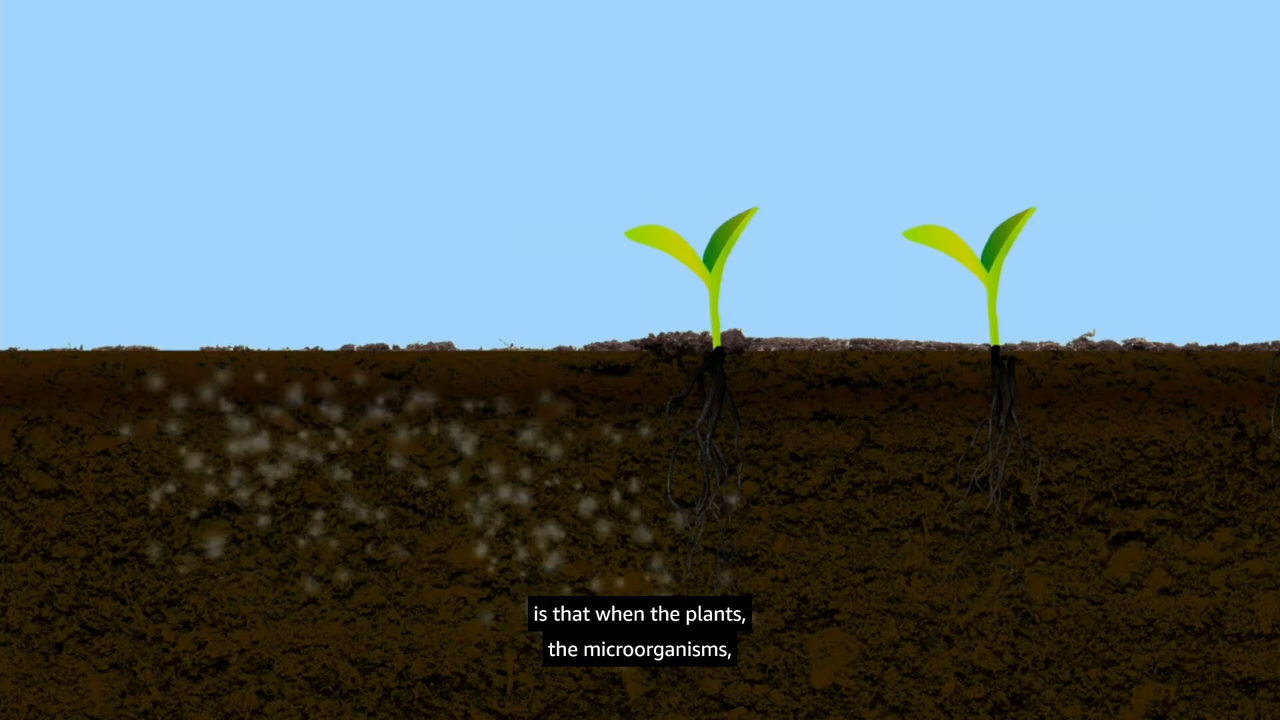 is that when the plants,
the microorganisms,